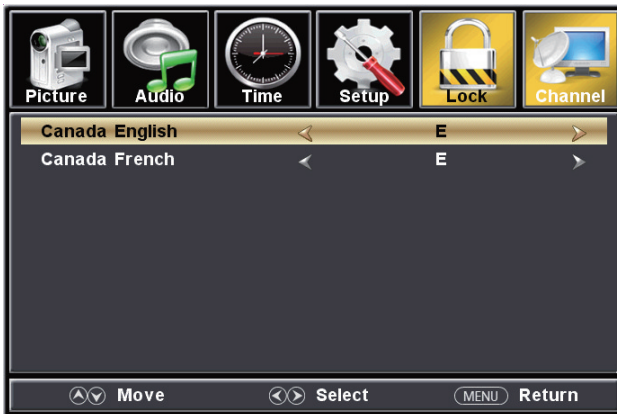 Picture Audio Time Setup Lock Channel
Canada English E
Canada French E
Move Select MENU Return